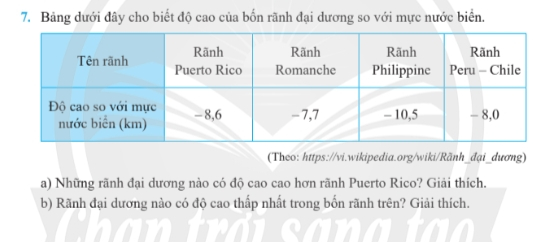 7. Bảng dưới đây cho biết độ cao của bốn rãnh đại dương so với mực nước biển.
Tên rãnh
Rãnh
Puerto Rico
Rãnh
Romanche
Rãnh
Philippine
Rãnh
Peru – Chile
Độ cao so với mực
nước biển (km)
–8,6
–7,7
–10,5
–8,0
(Theo: https://vi.wikipedia.org/wiki/Rãnh_đại_dương)
a) Những rãnh đại dương nào có độ cao cao hơn rãnh Puerto Rico? Giải thích.
b) Rãnh đại dương nào có độ cao thấp nhất trong bốn rãnh trên? Giải thích.
Chân trời sáng tạo